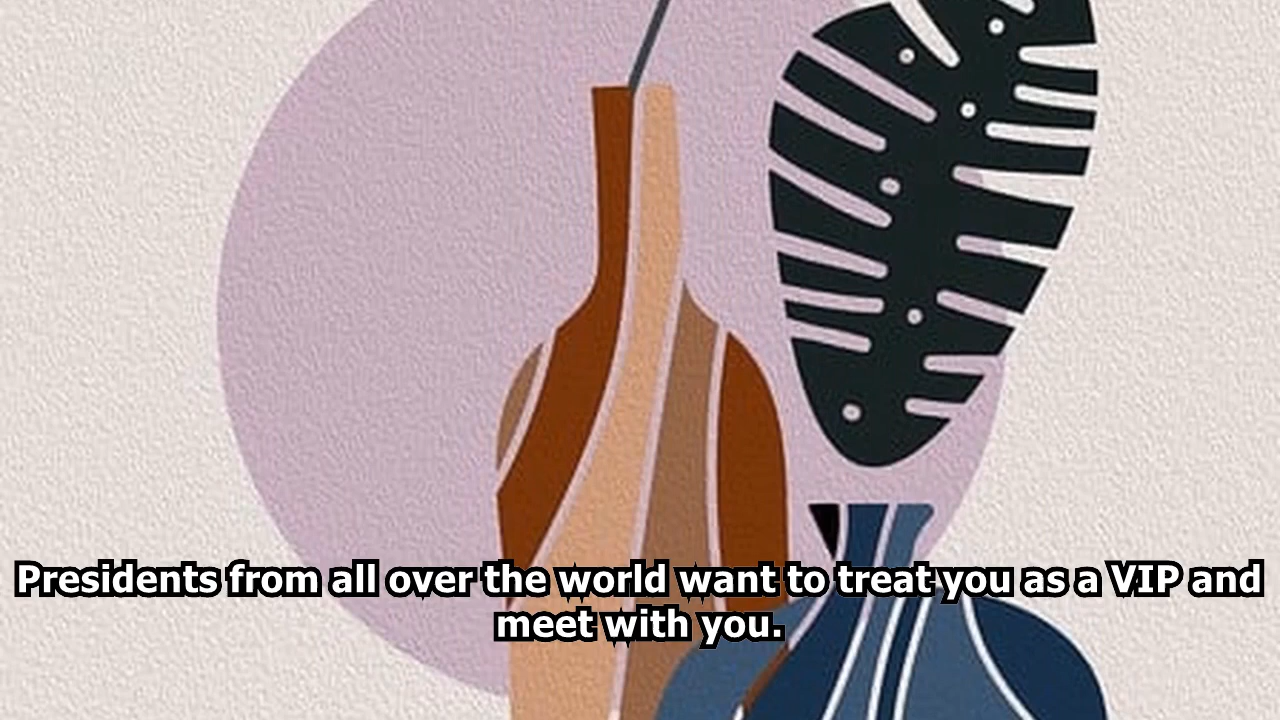 Presidents from all over the world want to treat you as a VIP and
meet with you.